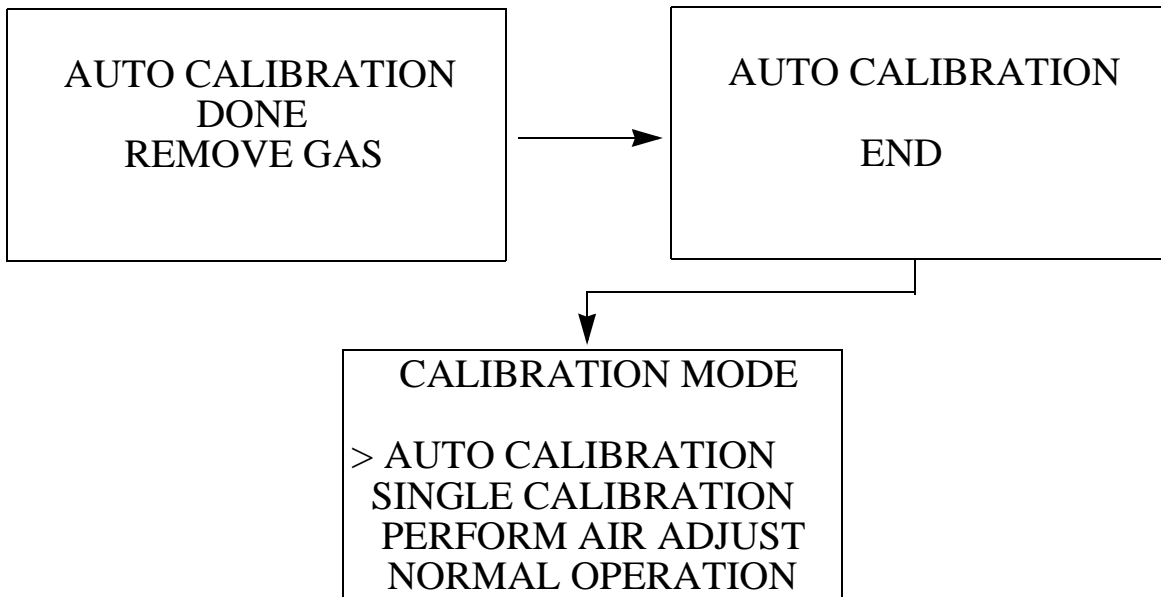 AUTO CALIBRATION
DONE
REMOVE GAS
AUTO CALIBRATION
END
CALIBRATION MODE
> AUTO CALIBRATION
SINGLE CALIBRATION
PERFORM AIR ADJUST
NORMAL OPERATION